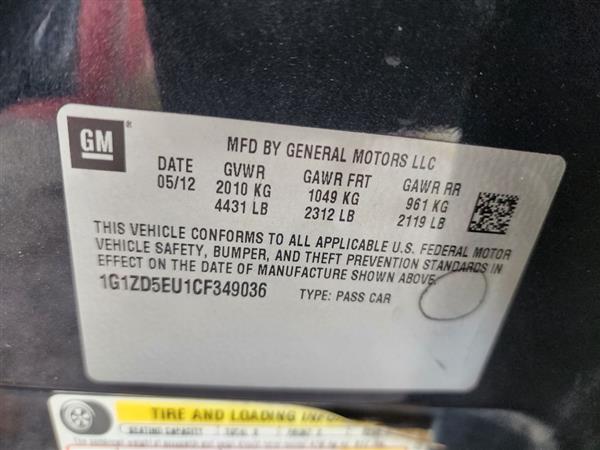 GM
MFD BY GENERAL MOTORS LLC
DATE GVWR GAWR FRT GAWR RR
05/12 2010 KG 1049 KG 961 KG
4431 LB 2312 LB 2119 LB
THIS VEHICLE CONFORMS TO ALL APPLICABLE U.S. FEDERAL MOTOR
VEHICLE SAFETY, BUMPER, AND THEFT PREVENTION STANDARDS IN
EFFECT ON THE DATE OF MANUFACTURE SHOWN ABOVE.
1G1ZD5EU1CF349036 TYPE: PASS CAR
TIRE AND LOADING
SEATING CAPACITY TOTAL